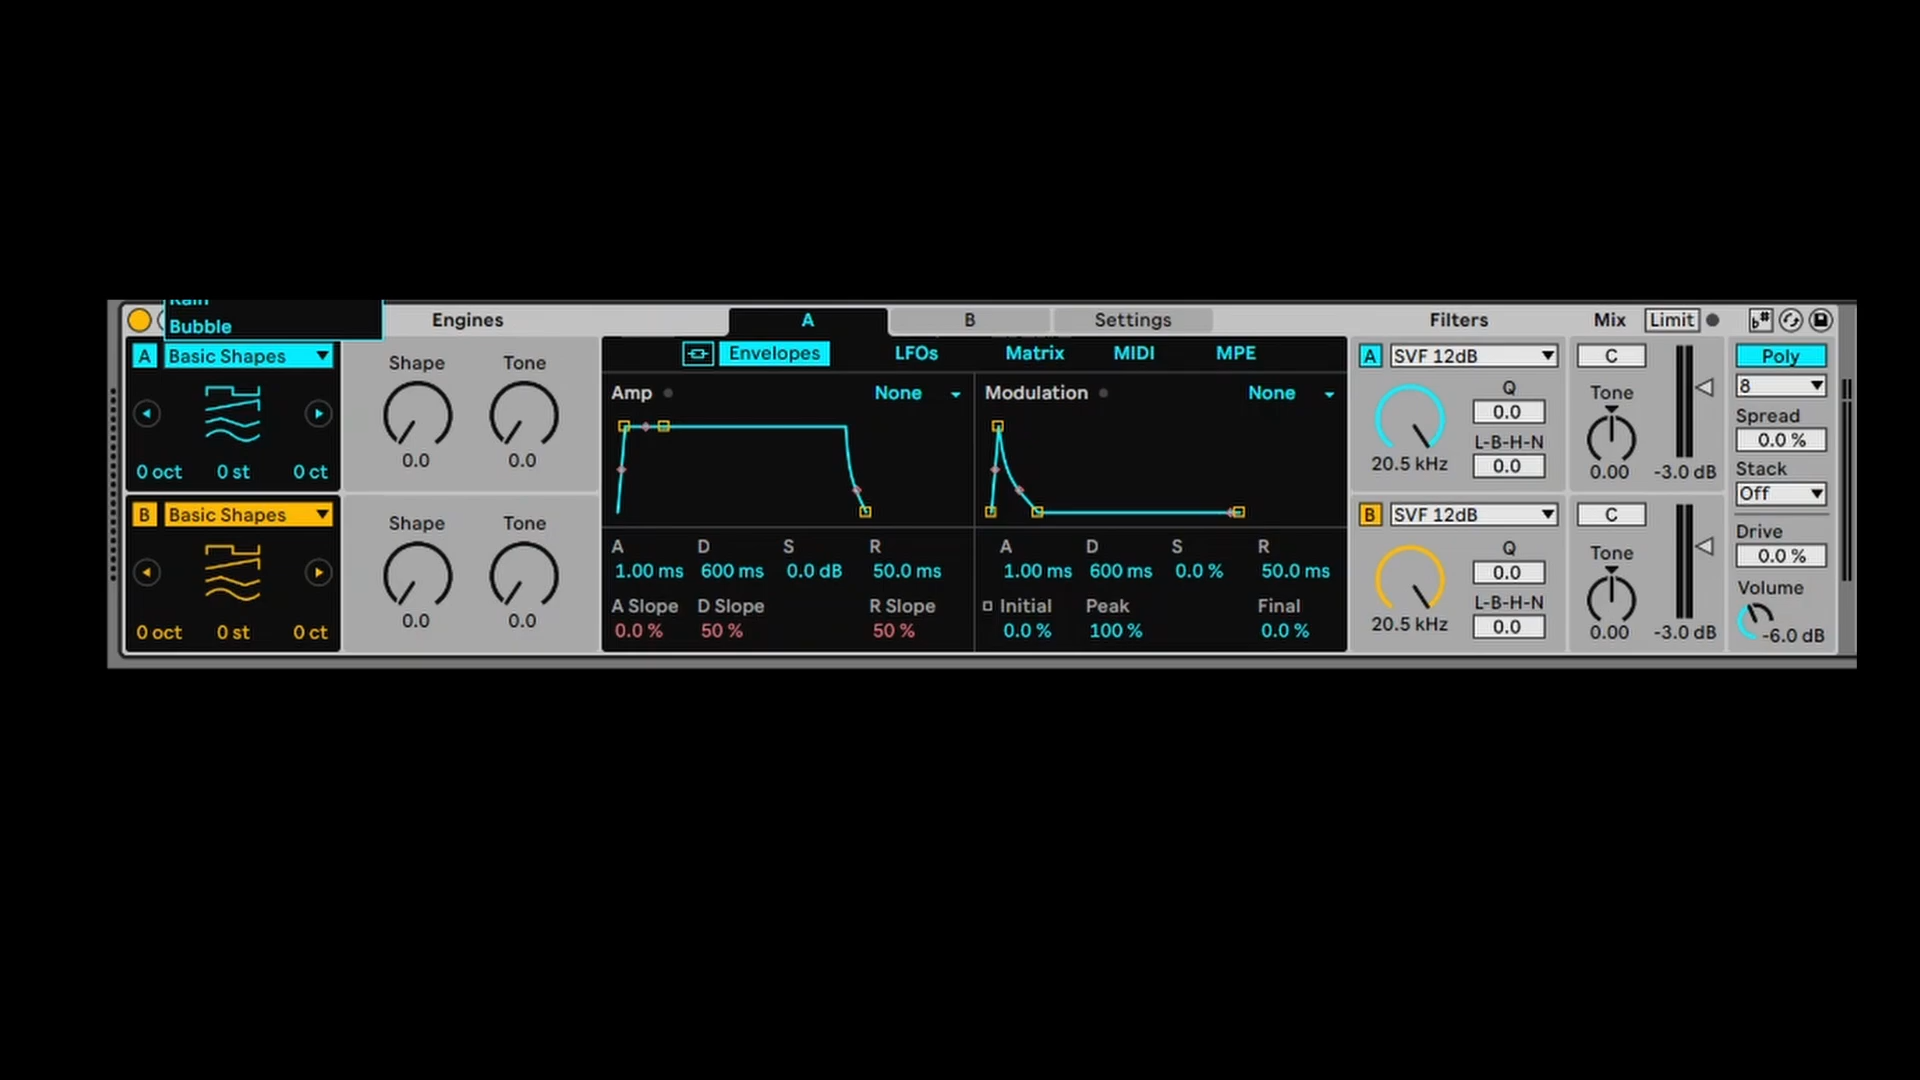 Rain
Bubble
Engines
A
B
Settings
Filters
Mix
Limit
A
Basic Shapes
0 oct
0 st
0 ct
Shape
Tone
0.0
0.0
B
Basic Shapes
0 oct
0 st
0 ct
Shape
Tone
0.0
0.0
Envelopes
LFOs
Matrix
MIDI
MPE
Amp
None
A D S R
1.00 ms 600 ms 0.0 dB 50.0 ms
A Slope D Slope R Slope
0.0 % 50 % 50 %
Modulation
None
A D S R
1.00 ms 600 ms 0.0 % 50.0 ms
Initial Peak Final
0.0 % 100 % 0.0 %
A
SVF 12dB
Q
0.0
L-B-H-N
20.5 kHz
0.0
B
SVF 12dB
Q
0.0
L-B-H-N
20.5 kHz
0.0
C
Tone
0.00
-3.0 dB
C
Tone
0.00
-3.0 dB
b#
Poly
8
Spread
0.0 %
Stack
Off
Drive
0.0 %
Volume
-6.0 dB